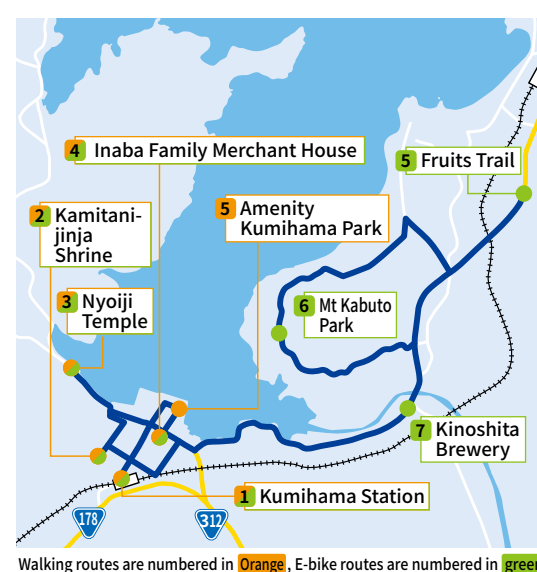 4 Inaba Family Merchant House
5 Fruits Trail
2 Kamitani-
jinja
Shrine
5 Amenity
Kumihama Park
3 Nyoiji
Temple
6 Mt Kabuto
Park
7 Kinoshita
Brewery
1 Kumihama Station
178
312
Walking routes are numbered in Orange, E-bike routes are numbered in green